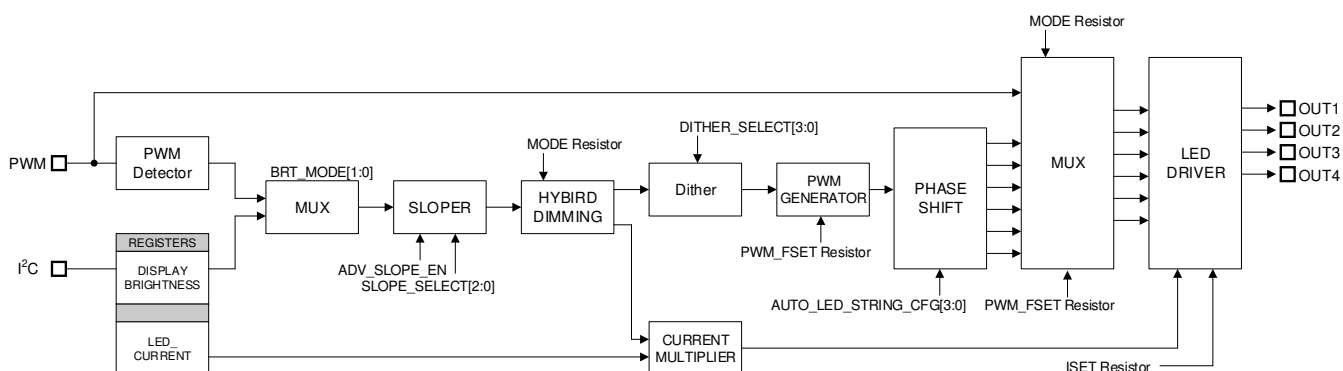 MODE Resistor
DITHER_SELECT[3:0]
MODE Resistor
PWM
PWM
Detector
BRT_MODE[1:0]
MUX
SLOPER
HYBIRD
DIMMING
Dither
PWM
GENERATOR
PHASE
SHIFT
MUX
LED
DRIVER
OUT1
OUT2
OUT3
OUT4
PWM_FSET Resistor
I²C
REGISTERS
DISPLAY
BRIGHTNESS
ADV_SLOPE_EN
SLOPE_SELECT[2:0]
AUTO_LED_STRING_CFG[3:0]
PWM_FSET Resistor
LED_
CURRENT
CURRENT
MULTIPLIER
ISET Resistor